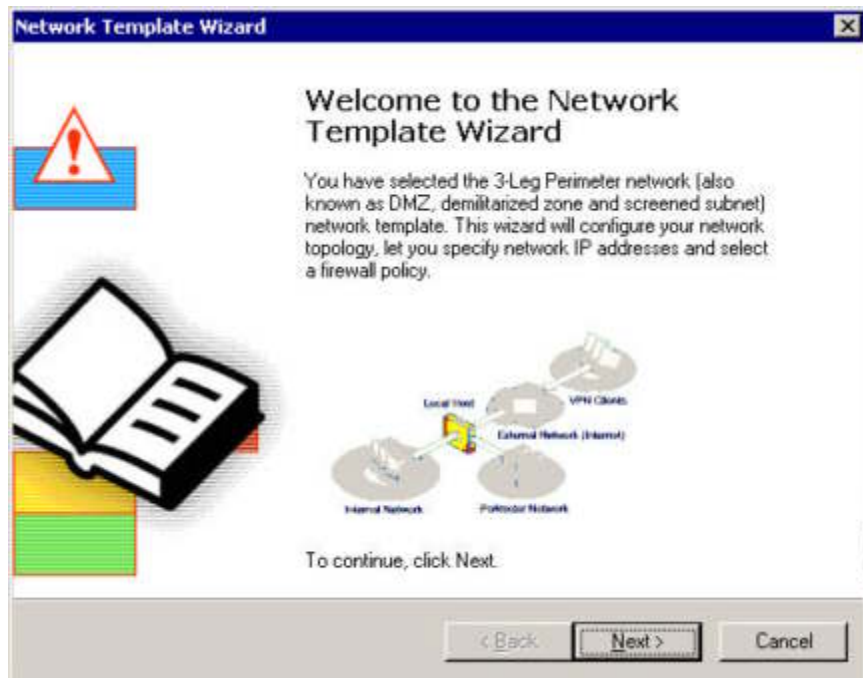 Network Template Wizard
Welcome to the Network
Template Wizard
You have selected the 3-Leg Perimeter network (also
known as DMZ, demilitarized zone and screened subnet)
network template. This wizard will configure your network
topology, let you specify network IP addresses and select
a firewall policy.
Local Host
VPN Clients
External Network (Internet)
Internal Network
Perimeter Network
To continue, click Next.
< Back
Next >
Cancel